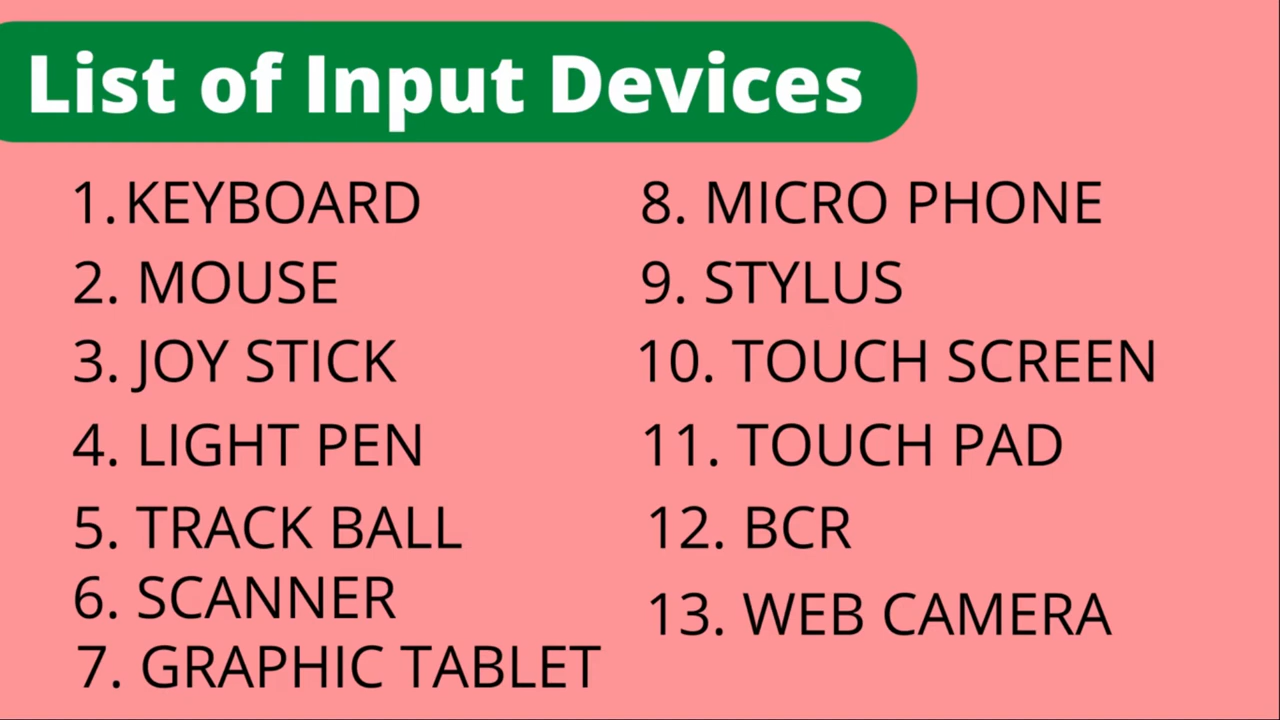 List of Input Devices
1. KEYBOARD
2. MOUSE
3. JOY STICK
4. LIGHT PEN
5. TRACK BALL
6. SCANNER
7. GRAPHIC TABLET
8. MICRO PHONE
9. STYLUS
10. TOUCH SCREEN
11. TOUCH PAD
12. BCR
13. WEB CAMERA